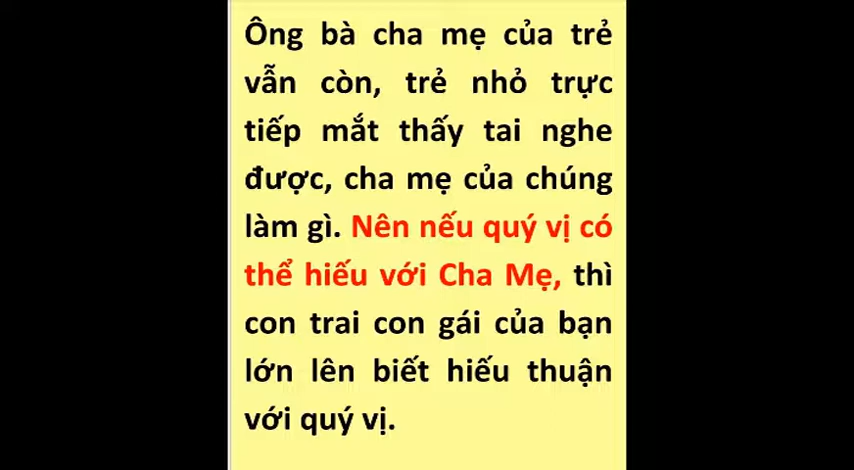 Ông bà cha mẹ của trẻ
vẫn còn, trẻ nhỏ trực
tiếp mắt thấy tai nghe
được, cha mẹ của chúng
làm gì. Nên nếu quý vị có
thể hiếu với Cha Mẹ, thì
con trai con gái của bạn
lớn lên biết hiếu thuận
với quý vị.